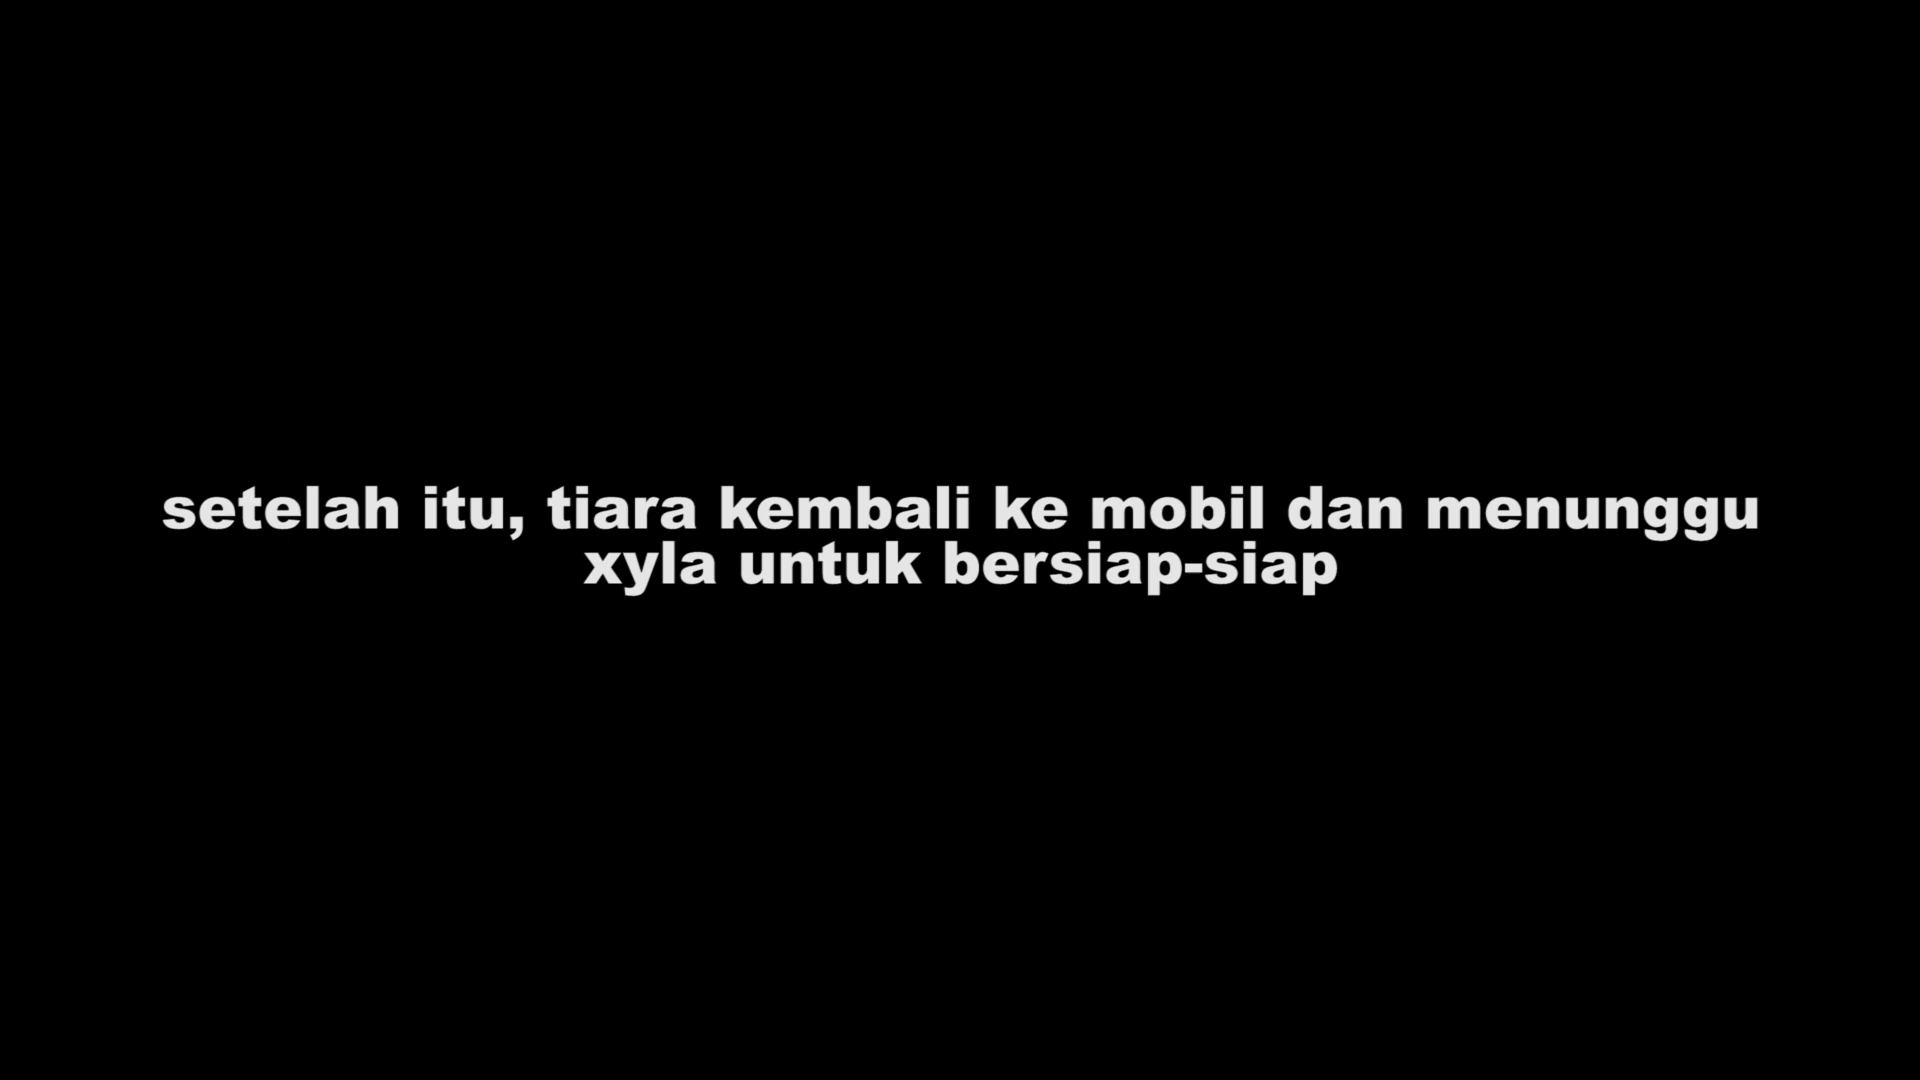 setelah itu, tiara kembali ke mobil dan menunggu
xyla untuk bersiap-siap